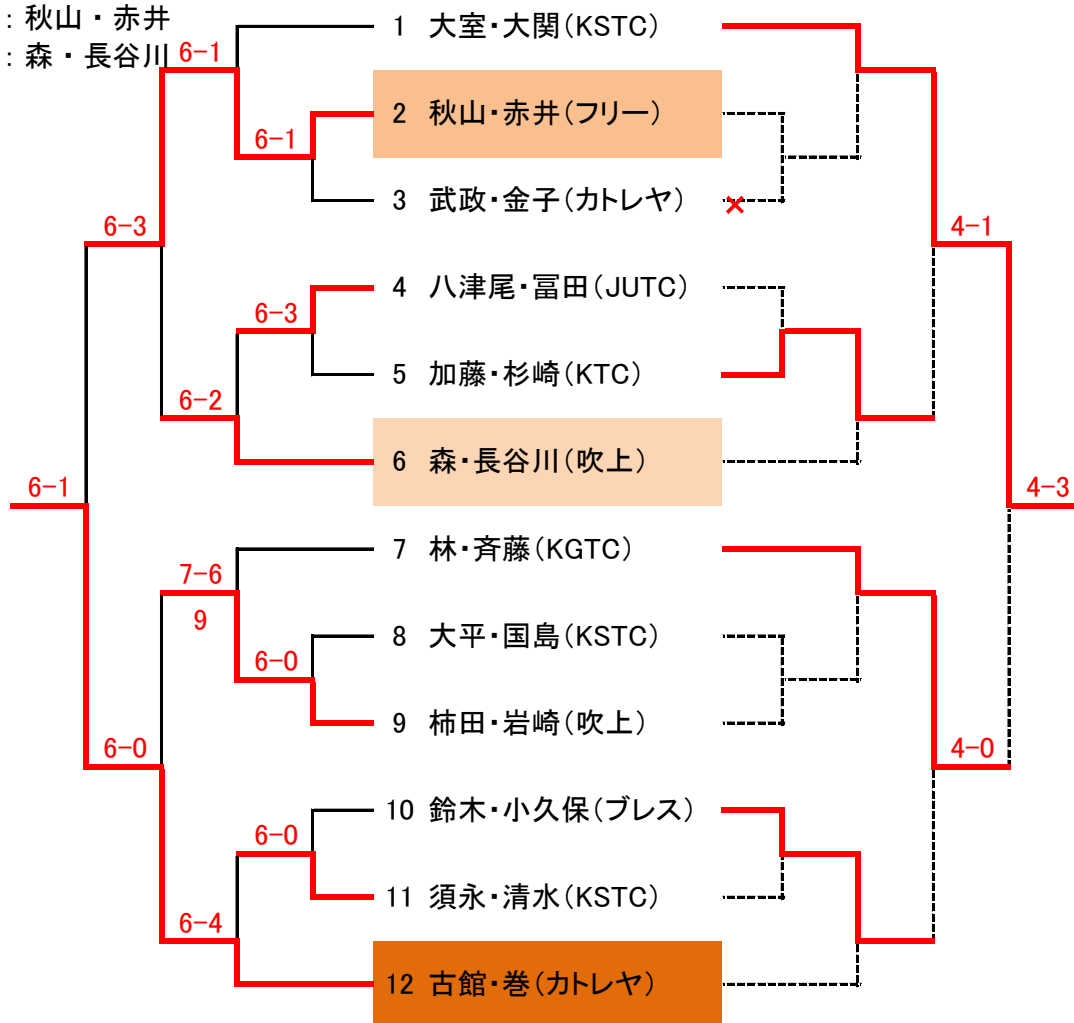 : 秋山 ・ 赤井
: 森 ・ 長谷川
6-1
1 大室・大関(KSTC)
2 秋山・赤井(フリー)
6-1
3 武政・金子(カトレヤ) ×
6-3
4-1
4 八津尾・冨田(JUTC)
6-3
5 加藤・杉崎(KTC)
6-2
6 森・長谷川(吹上)
6-1
4-3
7 林・斉藤(KGTC)
7-6
9
8 大平・国島(KSTC)
6-0
9 柿田・岩崎(吹上)
6-0
4-0
10 鈴木・小久保(ブレス)
6-0
11 須永・清水(KSTC)
6-4
12 古館・巻(カトレヤ)